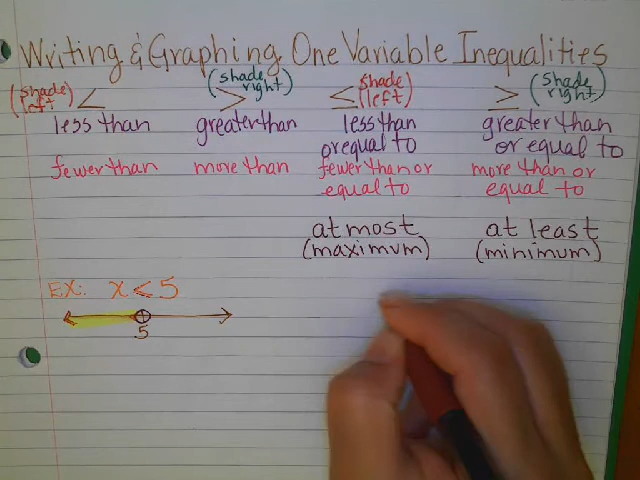 Writing & Graphing One Variable Inequalities
(shade left) < (shade right) > ≤ (shade left) ≥ (shade right)
less than greater than less than or equal to greater than or equal to
fewer than more than fewer than or equal to more than or equal to
at most (maximum) at least (minimum)
EX: x < 5
5